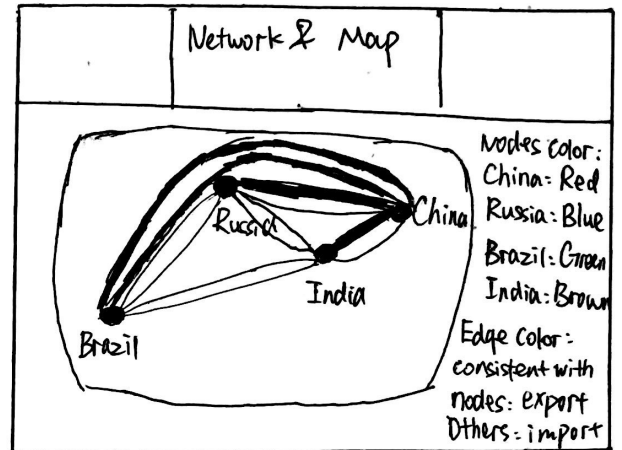 Network & Map
Nodes color:
China: Red
Russia: Blue
Brazil: Green
India: Brown
Edge color:
consistent with
nodes: export
Others: import
Russia
China
India
Brazil